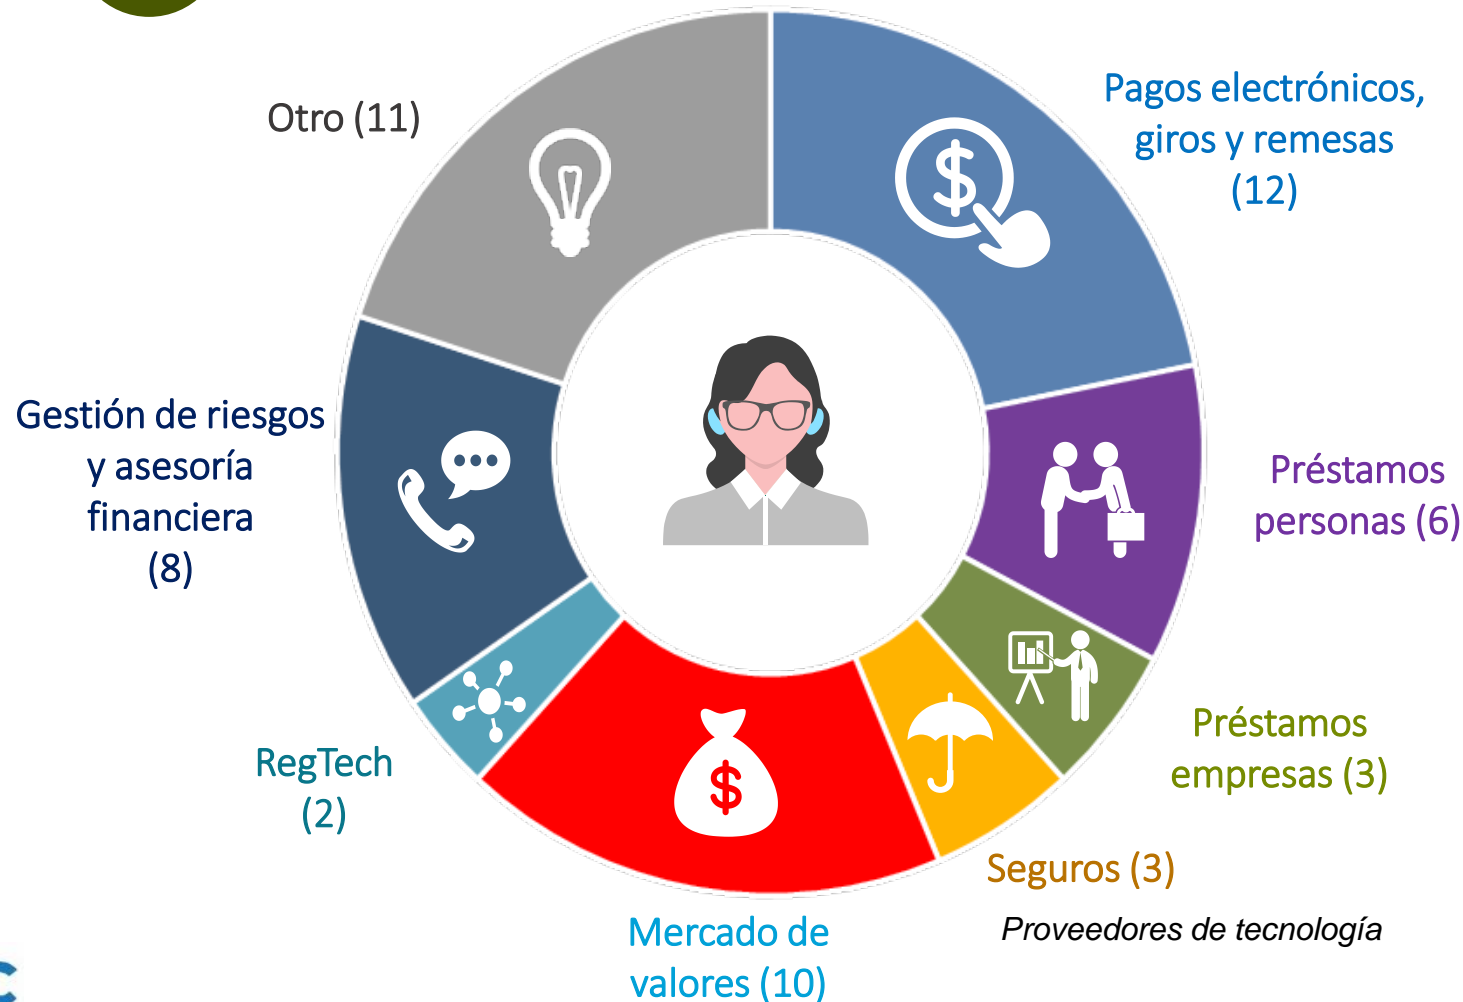 Otro (11)
Pagos electrónicos,
giros y remesas
(12)
$
Gestión de riesgos
y asesoría
financiera
(8)
Préstamos
personas (6)
RegTech
(2)
$
Préstamos
empresas (3)
Seguros (3)
Proveedores de tecnología
Mercado de
valores (10)